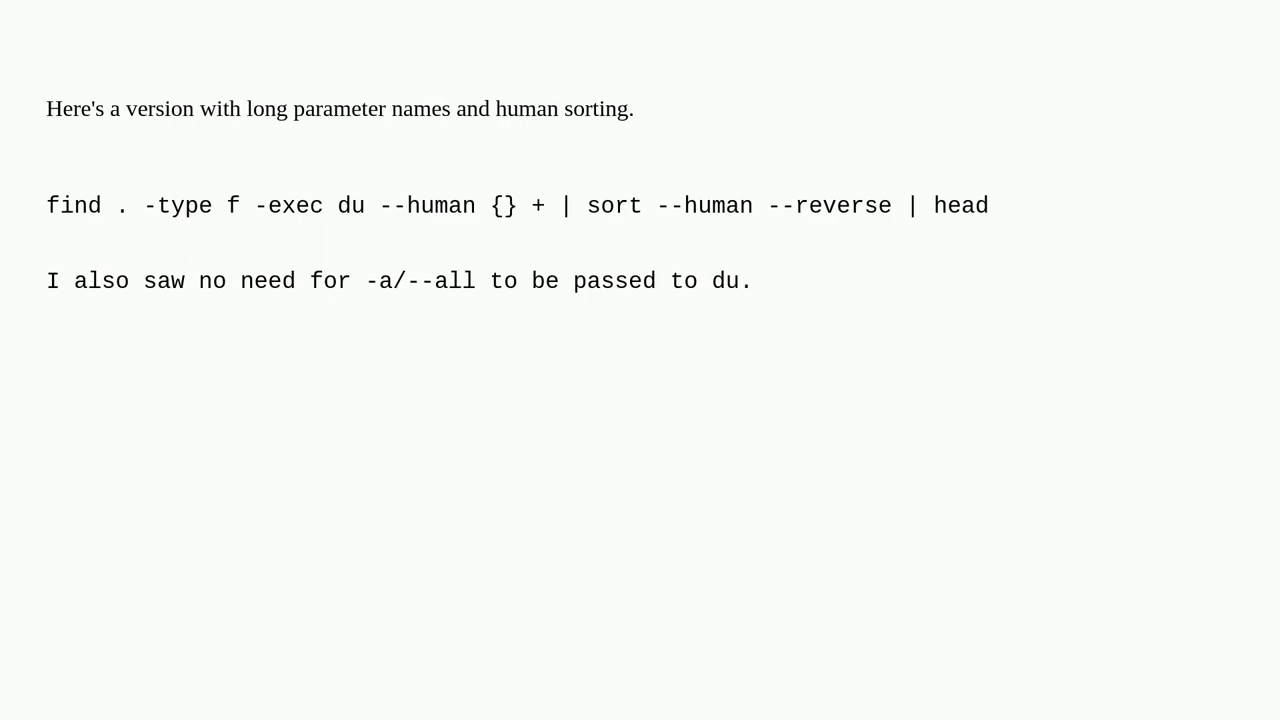 Here's a version with long parameter names and human sorting.
find . -type f -exec du --human {} + | sort --human --reverse | head
I also saw no need for -a/--all to be passed to du.